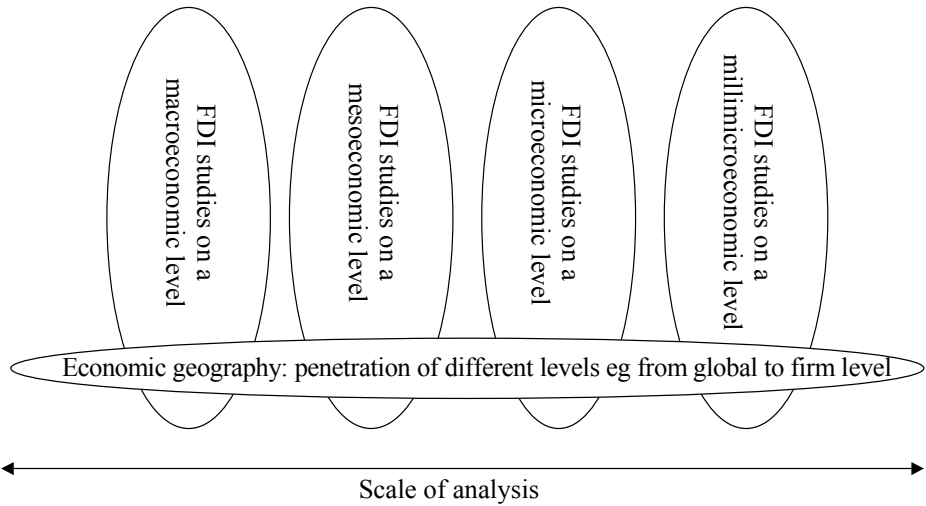 FDI studies on a
macroeconomic level
FDI studies on a
mesoeconomic level
FDI studies on a
microeconomic level
FDI studies on a
millimicroeconomic level
Economic geography: penetration of different levels eg from global to firm level
Scale of analysis